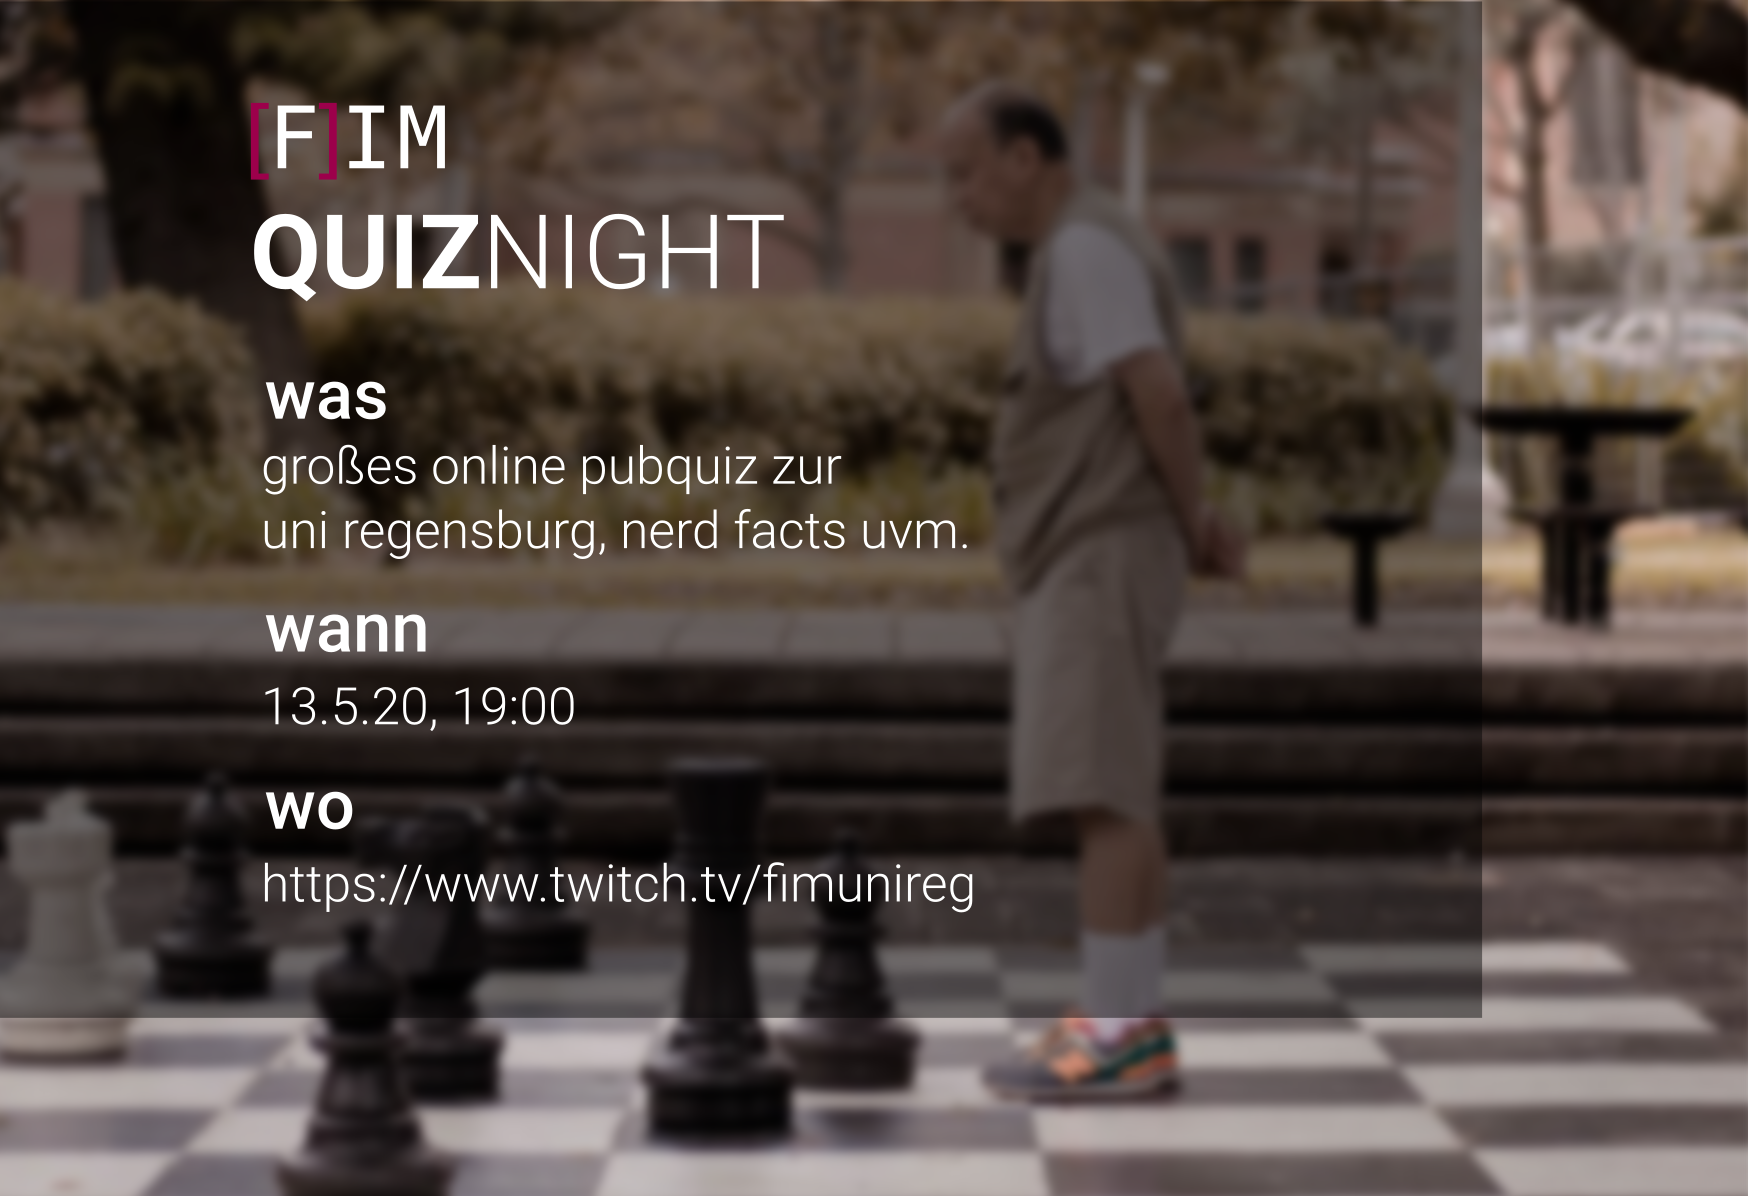 [F]IM
QUIZNIGHT
was
großes online pubquiz zur
uni regensburg, nerd facts uvm.
wann
13.5.20, 19:00
wo
https://www.twitch.tv/fimunireg